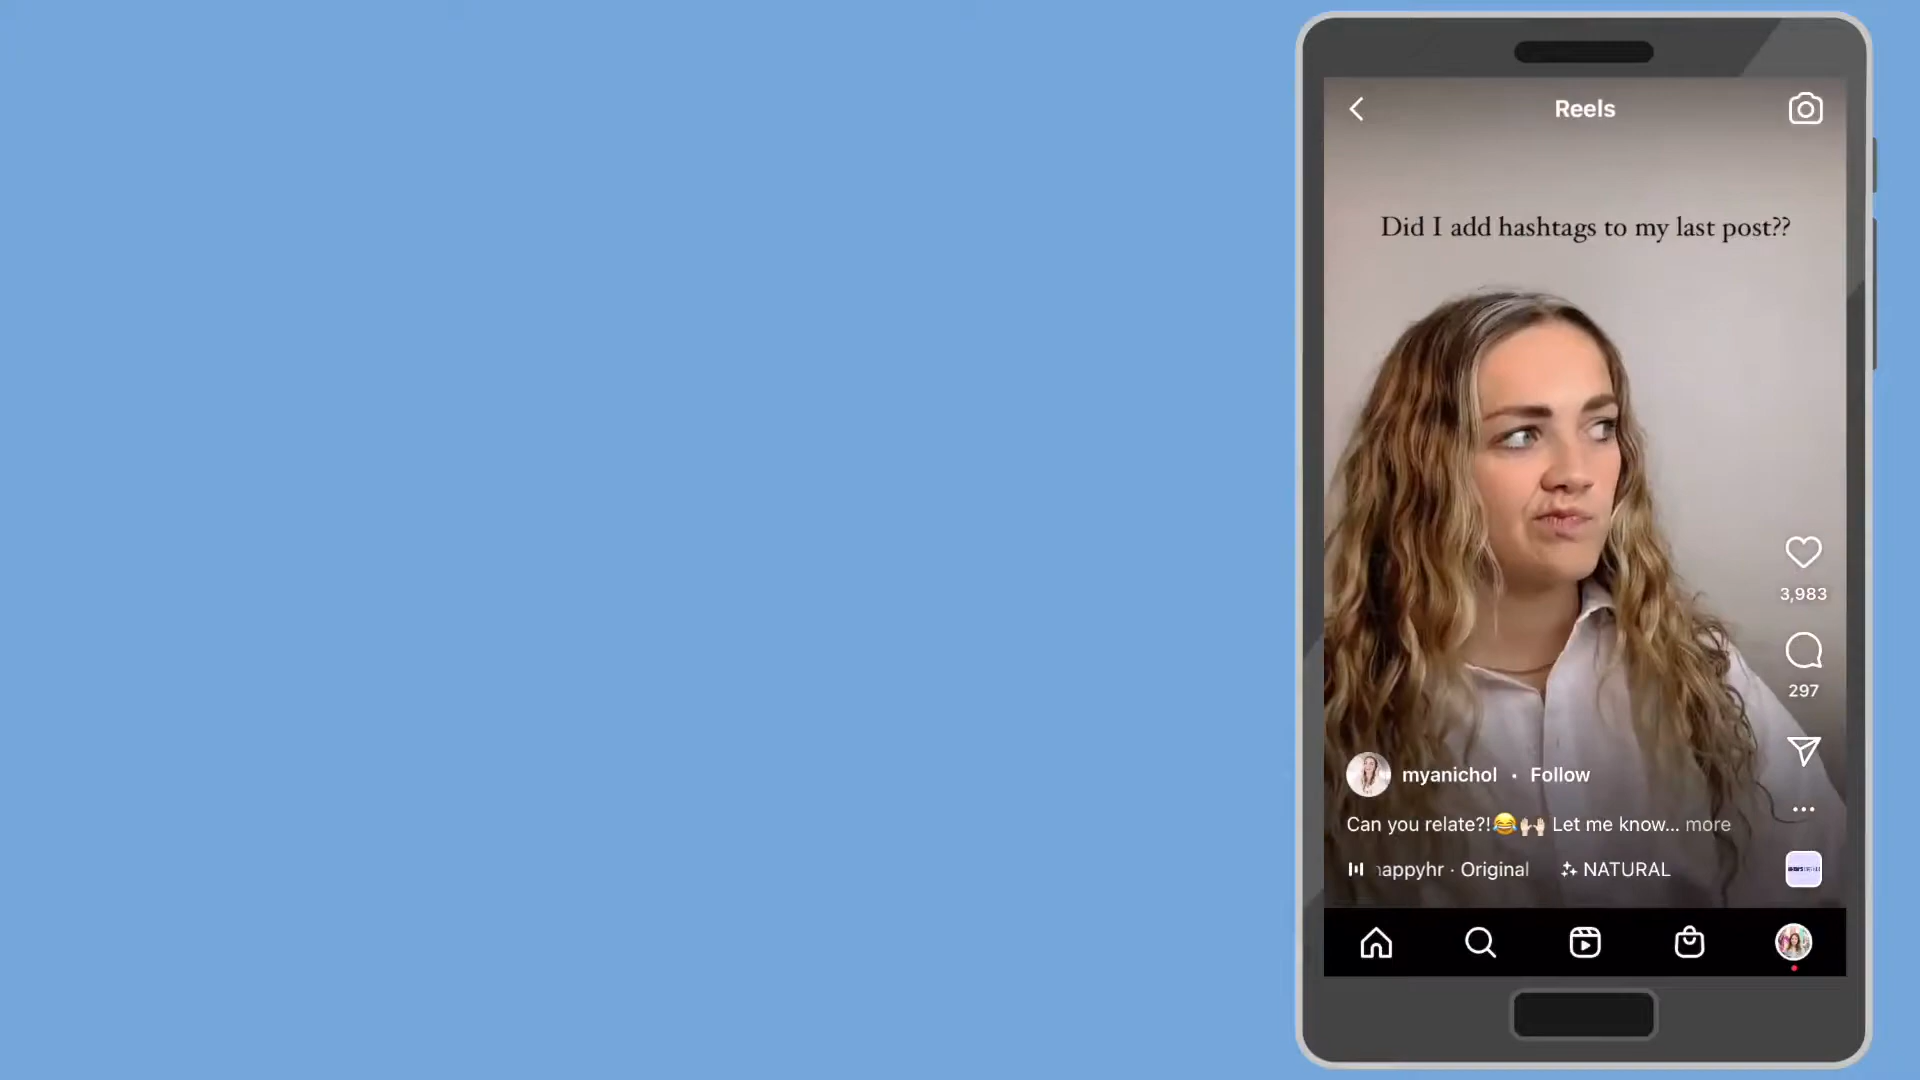 Reels
Did I add hashtags to my last post??
3,983
297
myanichol · Follow
Can you relate?!😂🙌🏻 Let me know... more
happyhr · Original NATURAL